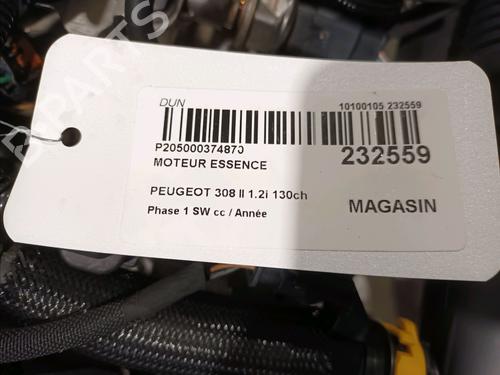 DUN
10100105 232559
P205000374870
232559
MOTEUR ESSENCE
PEUGEOT 308 II 1.2i 130ch
Phase 1 SW cc / Année
MAGASIN
B-PARTS